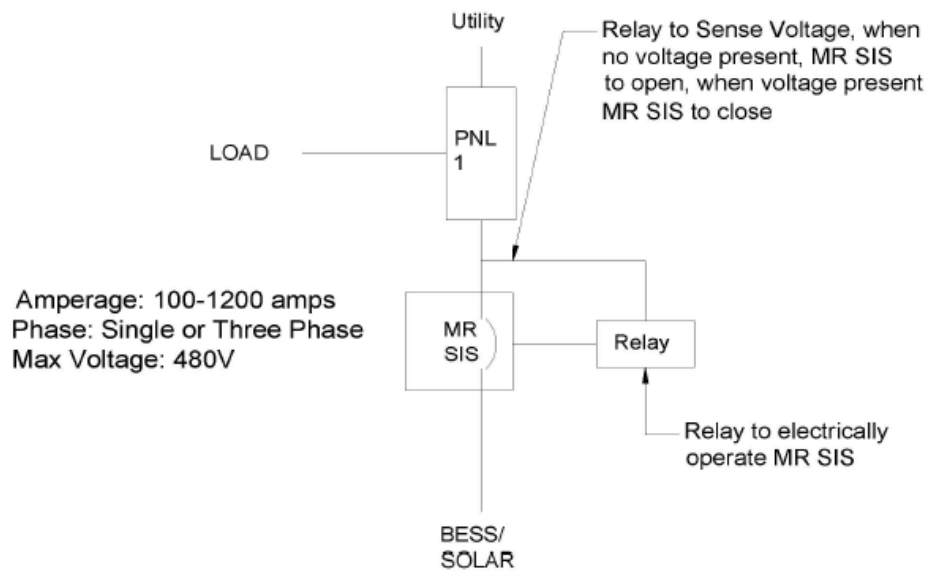 Utility
Relay to Sense Voltage, when
no voltage present, MR SIS
to open, when voltage present
MR SIS to close
PNL
1
LOAD
Amperage: 100-1200 amps
Phase: Single or Three Phase
Max Voltage: 480V
MR
SIS
Relay
Relay to electrically
operate MR SIS
BESS/
SOLAR